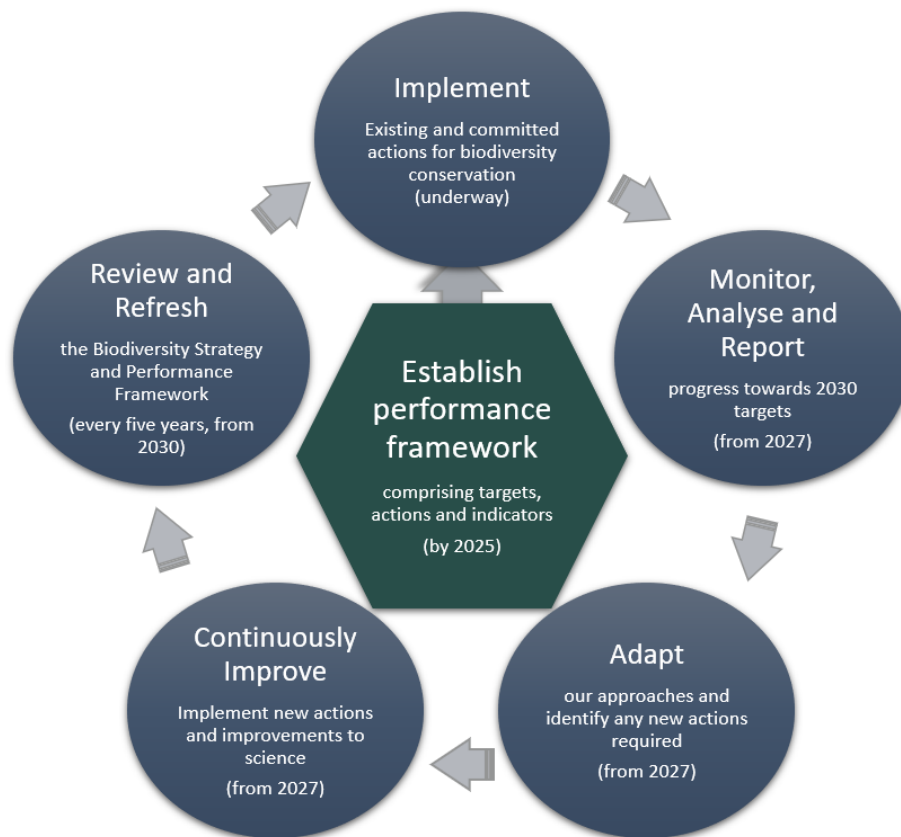 Implement
Existing and committed
actions for biodiversity
conservation
(underway)
Monitor,
Analyse and
Report
progress towards 2030
targets
(from 2027)
Adapt
our approaches and
identify any new actions
required
(from 2027)
Continuously
Improve
Implement new actions
and improvements to
science
(from 2027)
Review and
Refresh
the Biodiversity Strategy
and Performance
Framework
(every five years, from
2030)
Establish
performance
framework
comprising targets,
actions and indicators
(by 2025)